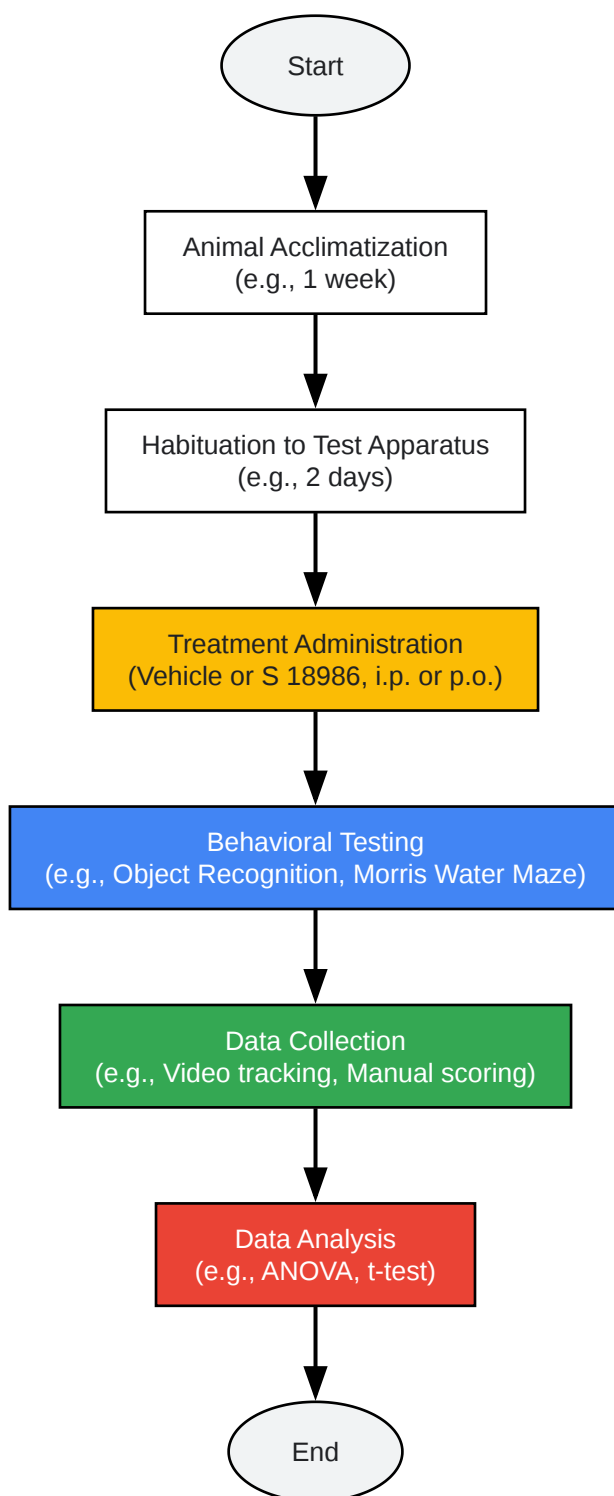 Start
Animal Acclimatization
(e.g., 1 week)
Habituation to Test Apparatus
(e.g., 2 days)
Treatment Administration
(Vehicle or S 18986, i.p. or p.o.)
Behavioral Testing
(e.g., Object Recognition, Morris Water Maze)
Data Collection
(e.g., Video tracking, Manual scoring)
Data Analysis
(e.g., ANOVA, t-test)
End